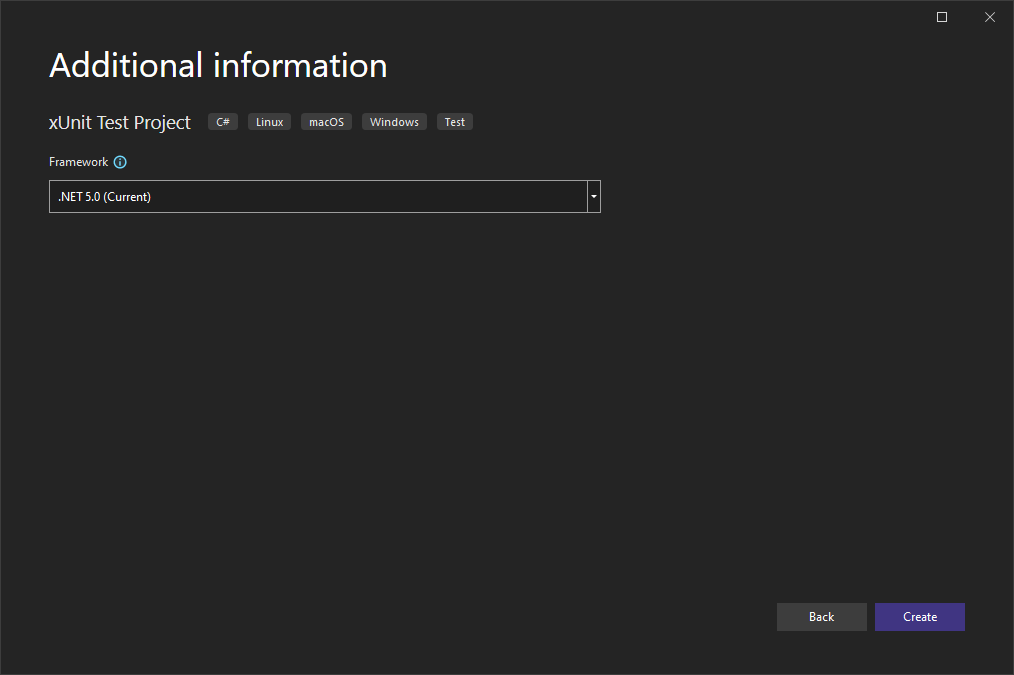 Additional information
xUnit Test Project C# Linux macOS Windows Test
Framework
.NET 5.0 (Current)
Back Create